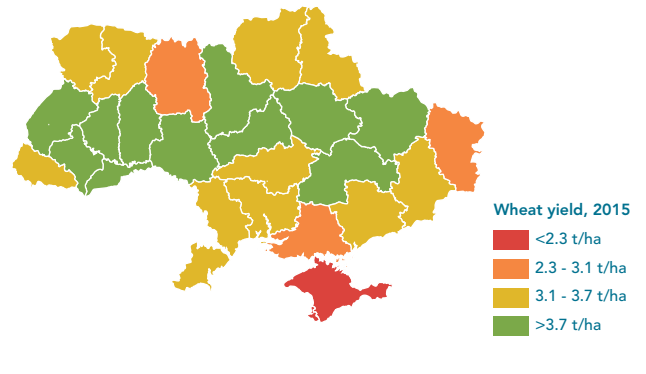 Wheat yield, 2015
<2.3 t/ha
2.3 - 3.1 t/ha
3.1 - 3.7 t/ha
>3.7 t/ha